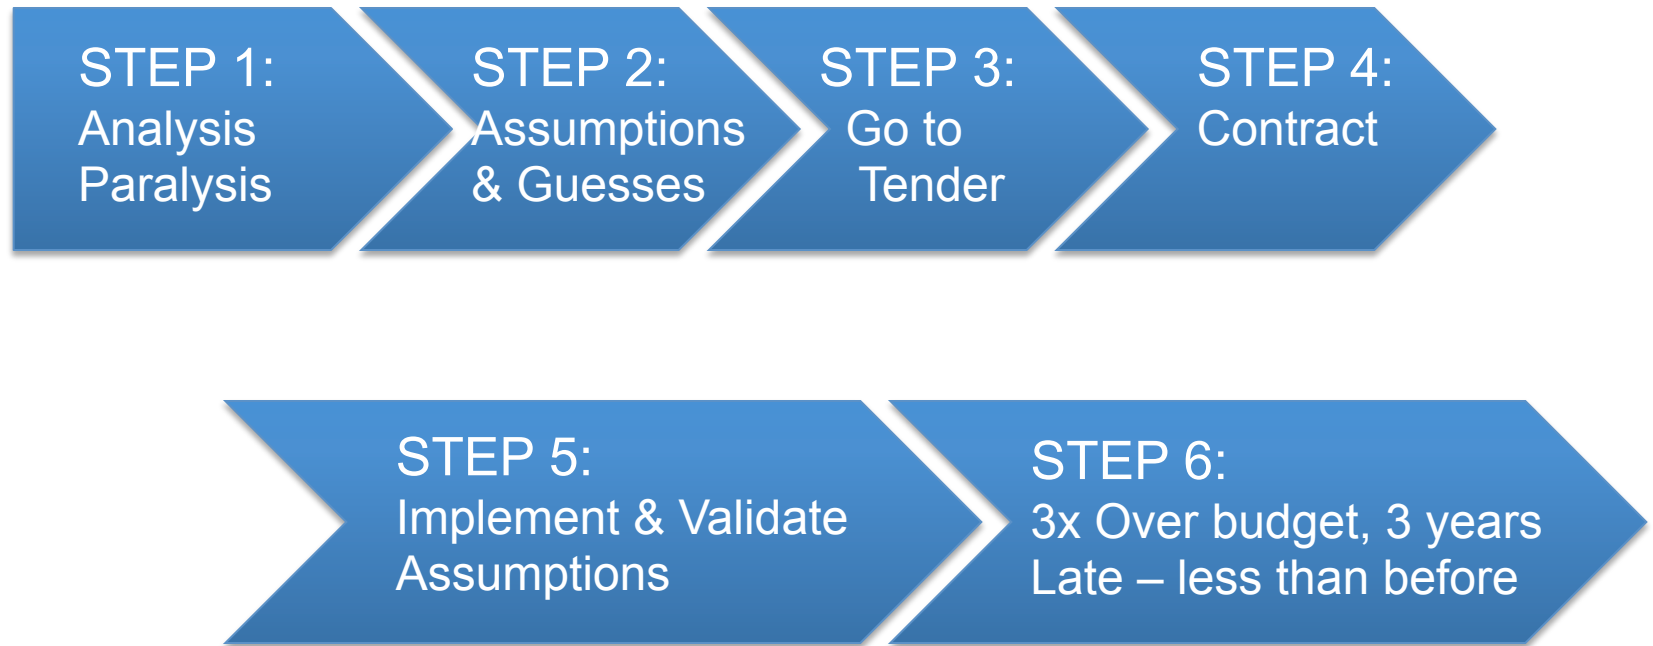 STEP 1:
Analysis
Paralysis
STEP 2:
Assumptions
& Guesses
STEP 3:
Go to
Tender
STEP 4:
Contract
STEP 5:
Implement & Validate
Assumptions
STEP 6:
3x Over budget, 3 years
Late – less than before